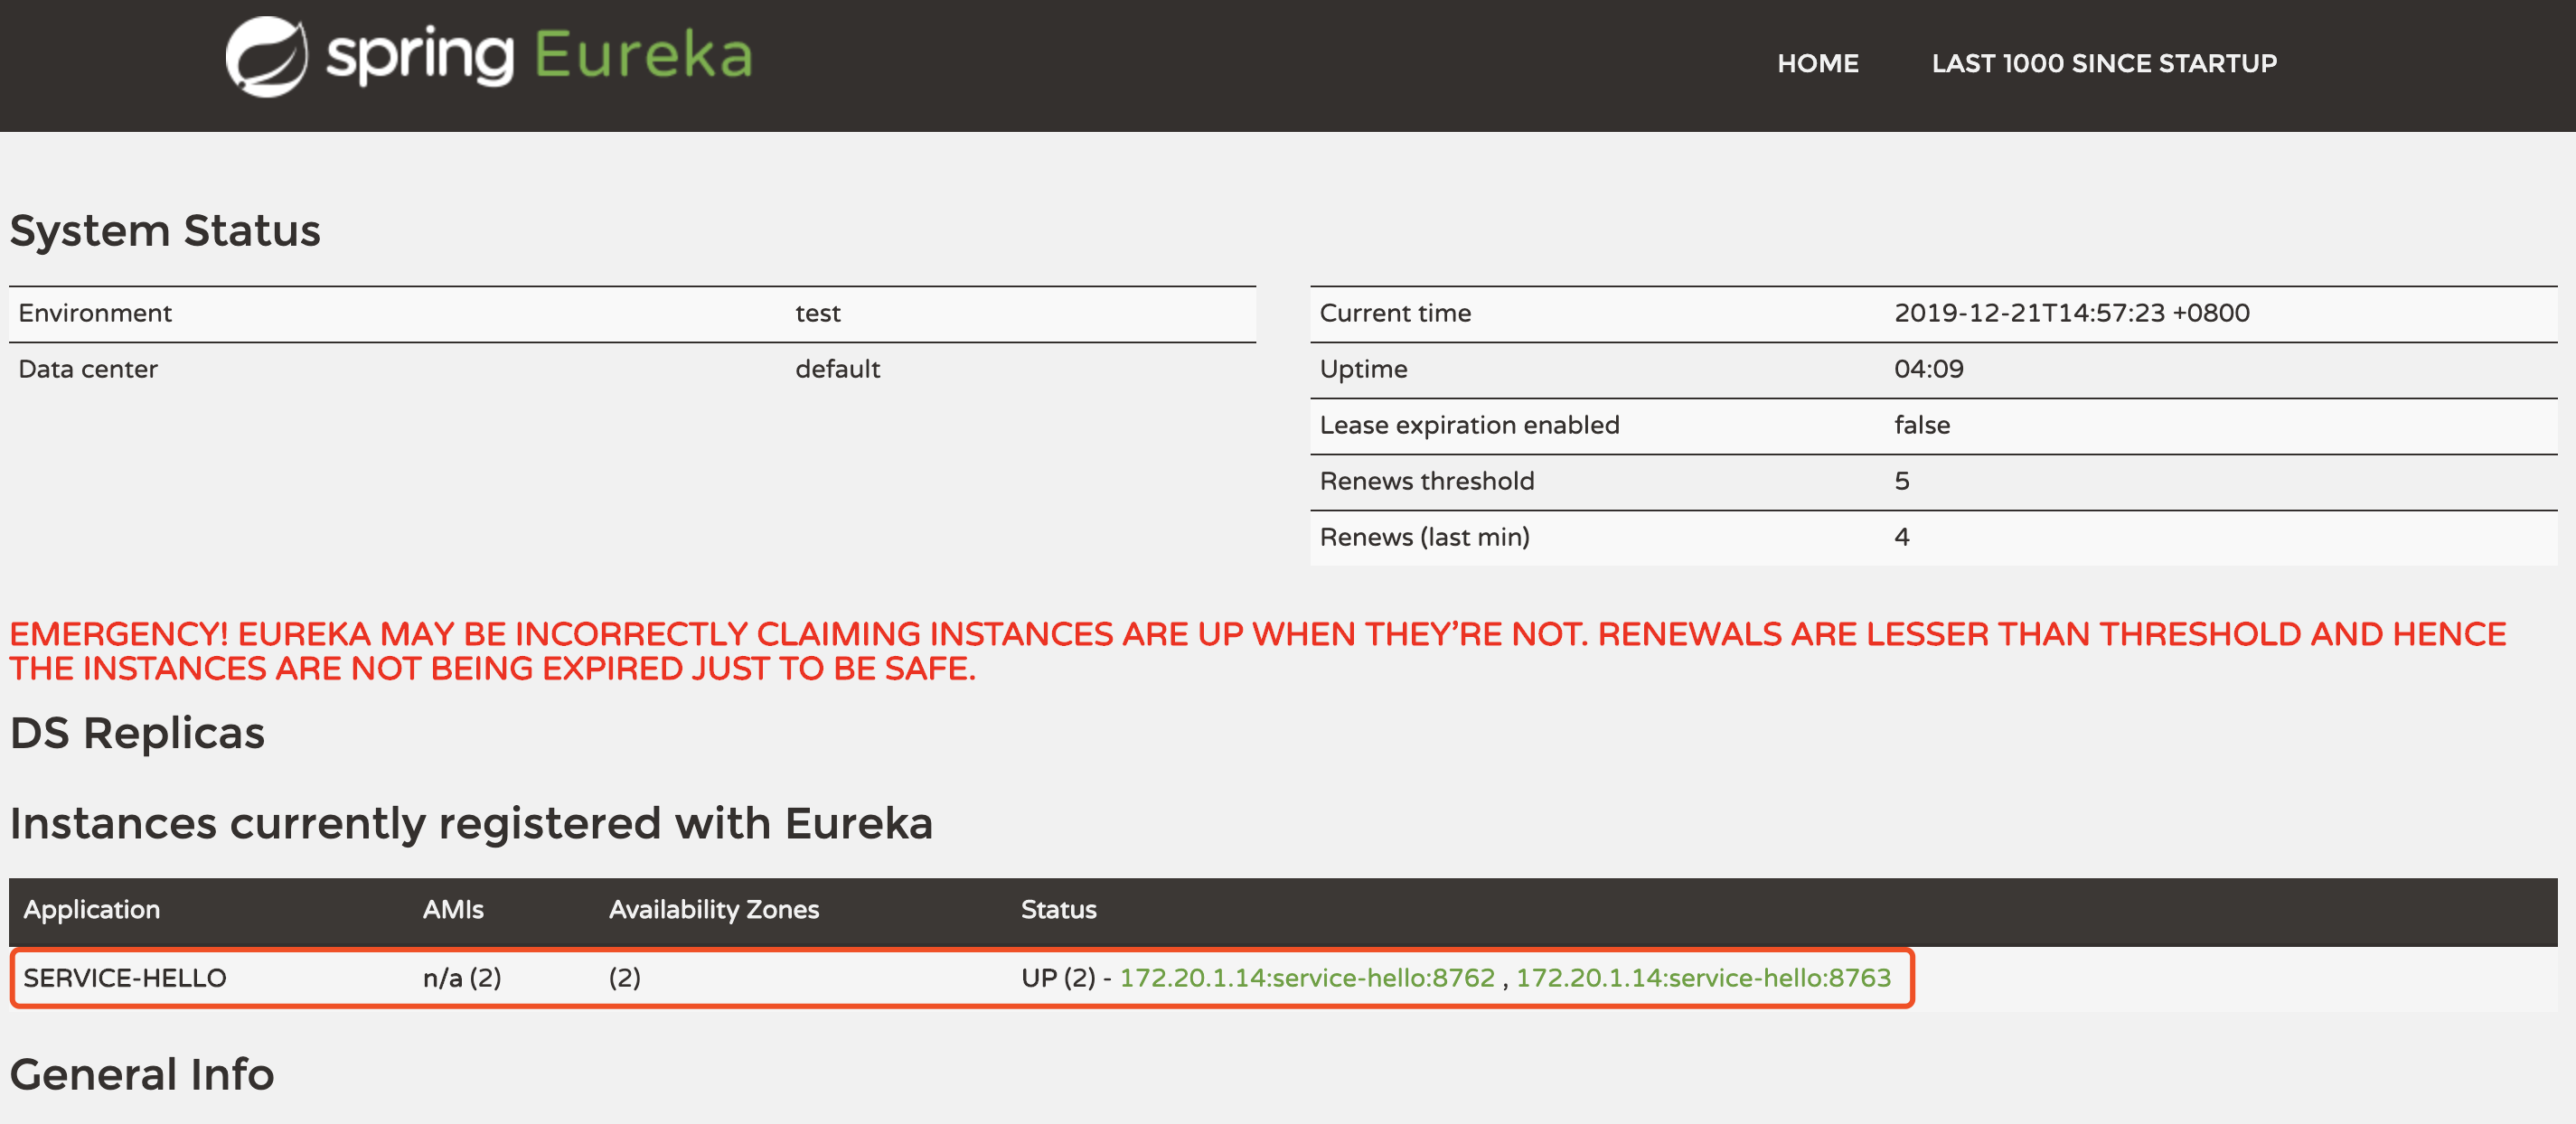 spring Eureka
HOME LAST 1000 SINCE STARTUP
System Status
Environment test
Data center default
Current time 2019-12-21T14:57:23 +0800
Uptime 04:09
Lease expiration enabled false
Renews threshold 5
Renews (last min) 4
EMERGENCY! EUREKA MAY BE INCORRECTLY CLAIMING INSTANCES ARE UP WHEN THEY’RE NOT. RENEWALS ARE LESSER THAN THRESHOLD AND HENCE
THE INSTANCES ARE NOT BEING EXPIRED JUST TO BE SAFE.
DS Replicas
Instances currently registered with Eureka
Application AMIs Availability Zones Status
SERVICE-HELLO n/a (2) (2) UP (2) - 172.20.1.14:service-hello:8762 , 172.20.1.14:service-hello:8763
General Info